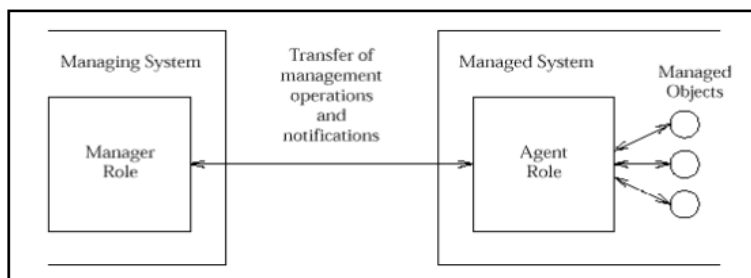 Managing System
Manager
Role
Transfer of
management
operations
and
notifications
Managed System
Agent
Role
Managed
Objects